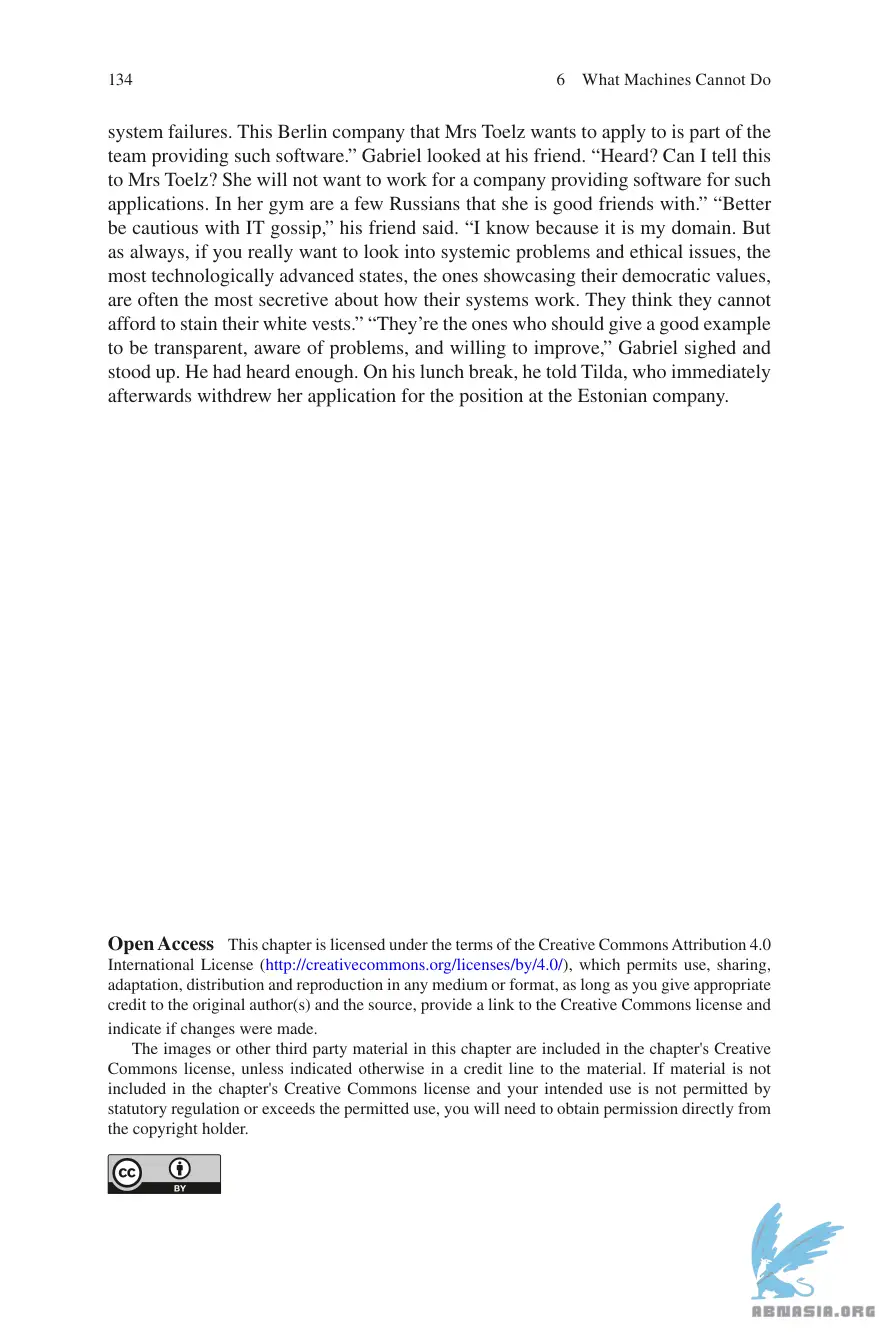 134
6 What Machines Cannot Do
system failures. This Berlin company that Mrs Toelz wants to apply to is part of the
team providing such software.” Gabriel looked at his friend. “Heard? Can I tell this
to Mrs Toelz? She will not want to work for a company providing software for such
applications. In her gym are a few Russians that she is good friends with.” “Better
be cautious with IT gossip,” his friend said. “I know because it is my domain. But
as always, if you really want to look into systemic problems and ethical issues, the
most technologically advanced states, the ones showcasing their democratic values,
are often the most secretive about how their systems work. They think they cannot
afford to stain their white vests.” “They’re the ones who should give a good example
to be transparent, aware of problems, and willing to improve,” Gabriel sighed and
stood up. He had heard enough. On his lunch break, he told Tilda, who immediately
afterwards withdrew her application for the position at the Estonian company.
Open Access This chapter is licensed under the terms of the Creative Commons Attribution 4.0
International License (http://creativecommons.org/licenses/by/4.0/), which permits use, sharing,
adaptation, distribution and reproduction in any medium or format, as long as you give appropriate
credit to the original author(s) and the source, provide a link to the Creative Commons license and
indicate if changes were made.
The images or other third party material in this chapter are included in the chapter's Creative
Commons license, unless indicated otherwise in a credit line to the material. If material is not
included in the chapter's Creative Commons license and your intended use is not permitted by
statutory regulation or exceeds the permitted use, you will need to obtain permission directly from
the copyright holder.
cc
BY
ABNASIA.ORG